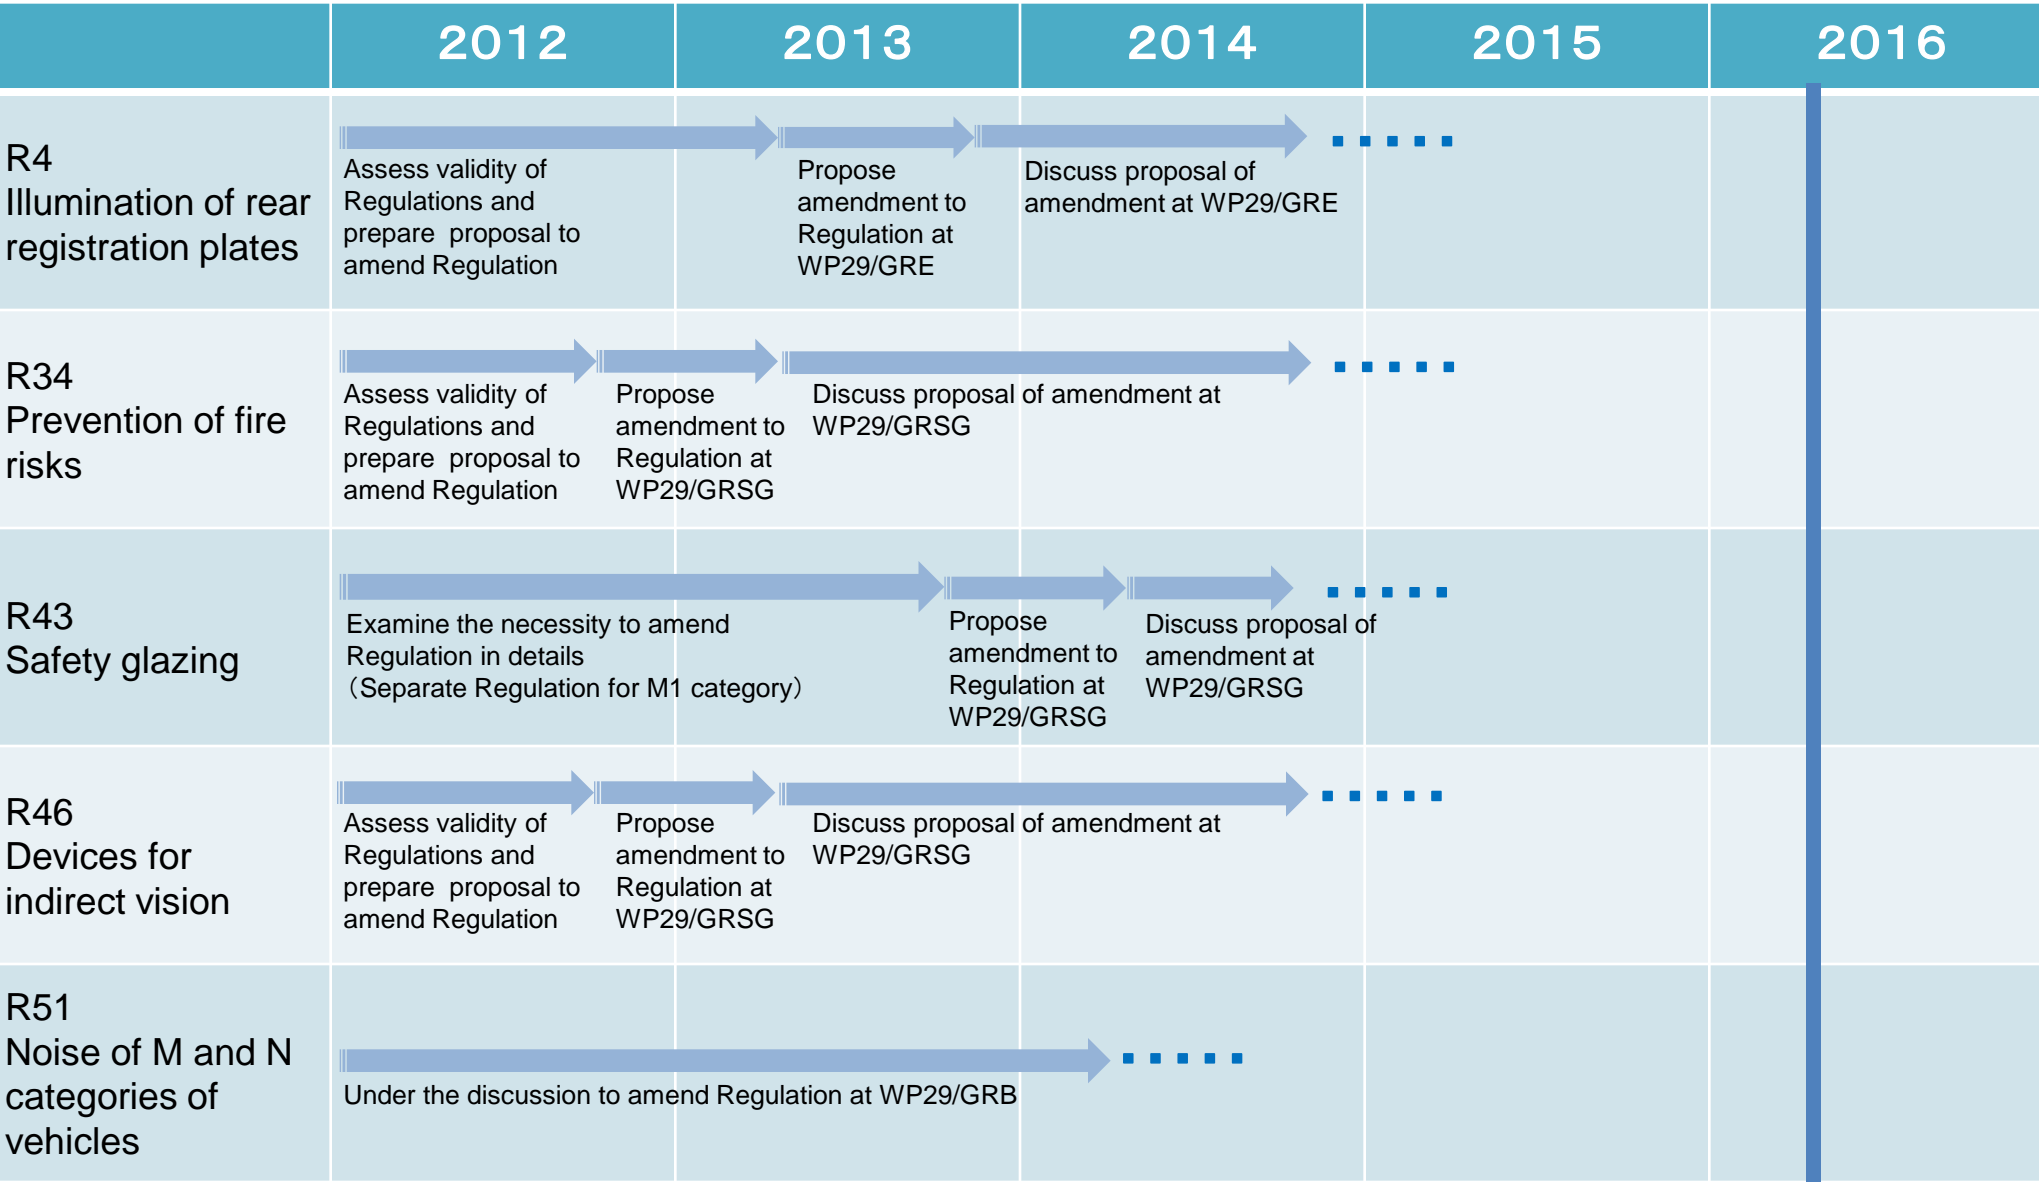 2012 2013 2014 2015 2016
R4
Illumination of rear
registration plates
Assess validity of
Regulations and
prepare proposal to
amend Regulation
Propose
amendment to
Regulation at
WP29/GRE
Discuss proposal of
amendment at WP29/GRE
R34
Prevention of fire
risks
Assess validity of
Regulations and
prepare proposal to
amend Regulation
Propose
amendment to
Regulation at
WP29/GRSG
Discuss proposal of amendment at
WP29/GRSG
R43
Safety glazing
Examine the necessity to amend
Regulation in details
（Separate Regulation for M1 category）
Propose
amendment to
Regulation at
WP29/GRSG
Discuss proposal of
amendment at
WP29/GRSG
R46
Devices for
indirect vision
Assess validity of
Regulations and
prepare proposal to
amend Regulation
Propose
amendment to
Regulation at
WP29/GRSG
Discuss proposal of amendment at
WP29/GRSG
R51
Noise of M and N
categories of
vehicles
Under the discussion to amend Regulation at WP29/GRB